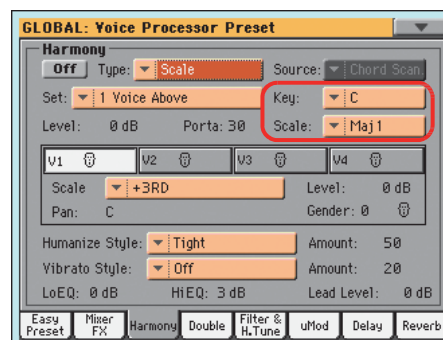 GLOBAL: Voice Processor Preset
Harmony
Off Type: Scale Source: Chord Scan
Set: 1 Voice Above Key: C
Level: 0 dB Porta: 30 Scale: Maj1
V1 V2 V3 V4
Scale +3RD Level: 0 dB
Pan: C Gender: 0
Humanize Style: Tight Amount: 50
Vibrato Style: Off Amount: 20
LoEQ: 0 dB HiEQ: 3 dB Lead Level: 0 dB
Easy Preset Mixer FX Harmony Double Filter & H.Tune uMod Delay Reverb